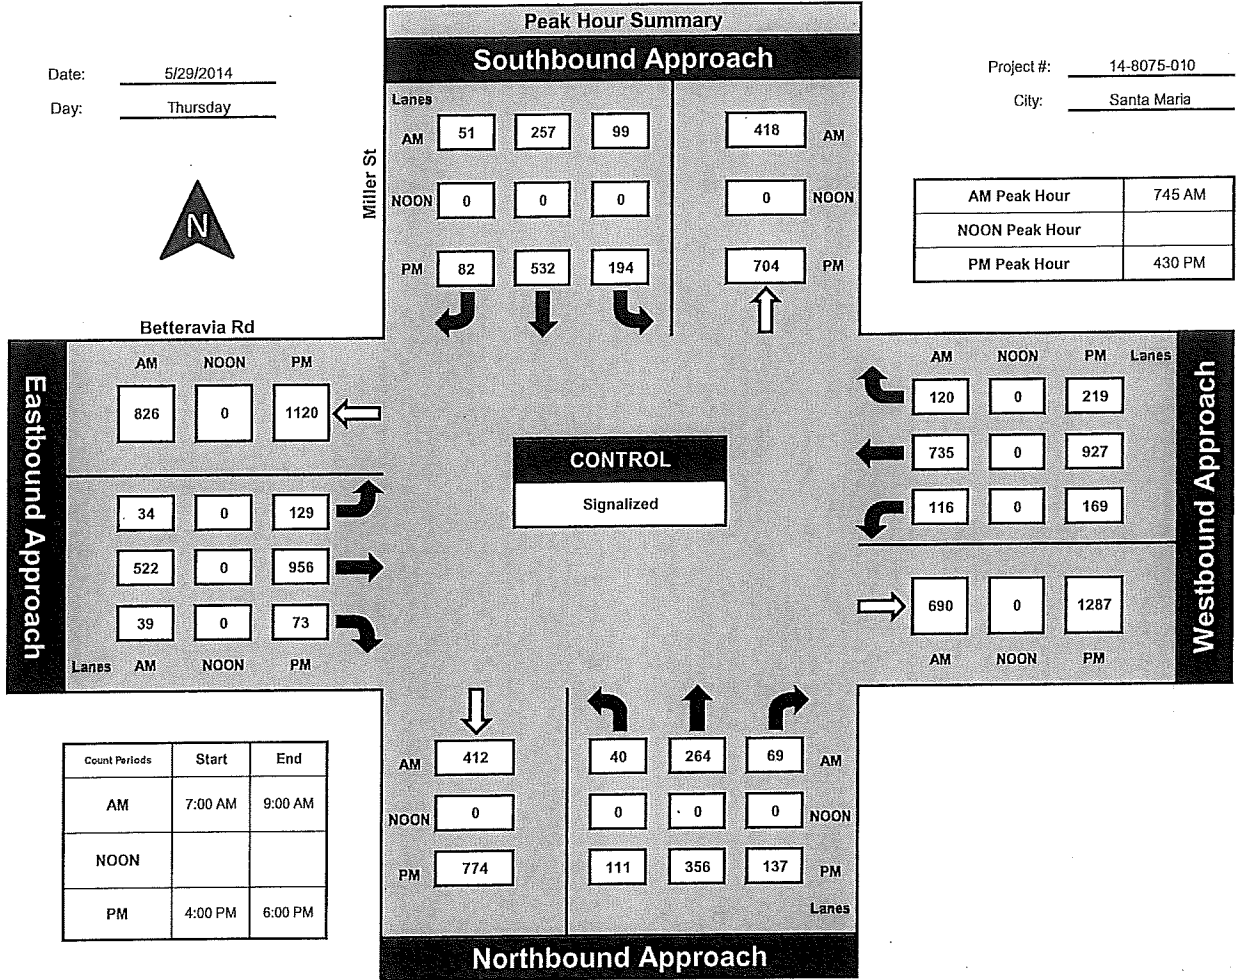 Peak Hour Summary
Southbound Approach
Date: 5/29/2014
Day: Thursday
Project #: 14-8075-010
City: Santa Maria
N
Miller St
Lanes
AM 51 257 99 418 AM
NOON 0 0 0 0 NOON
PM 82 532 194 704 PM
AM Peak Hour 745 AM
NOON Peak Hour
PM Peak Hour 430 PM
Betteravia Rd
Eastbound Approach
AM NOON PM
826 0 1120
34 0 129
522 0 956
39 0 73
Lanes AM NOON PM
CONTROL
Signalized
AM NOON PM Lanes
120 0 219
735 0 927
116 0 169
690 0 1287
AM NOON PM
Westbound Approach
Count Periods Start End
AM 7:00 AM 9:00 AM
NOON
PM 4:00 PM 6:00 PM
AM 412 40 264 69 AM
NOON 0 0 0 0 NOON
PM 774 111 356 137 PM
Lanes
Northbound Approach